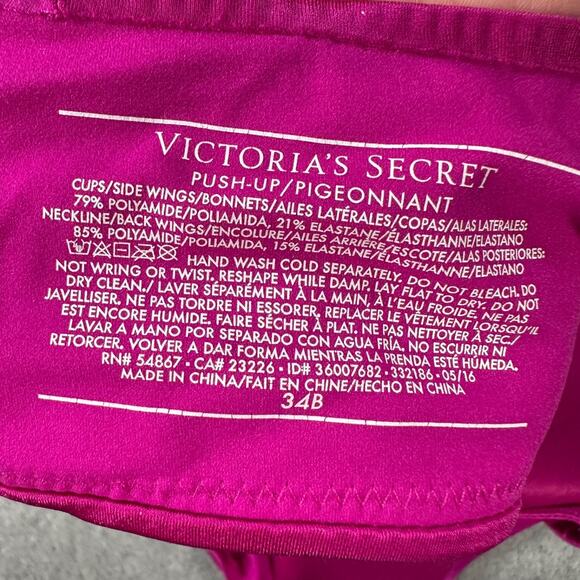 VICTORIA'S SECRET
PUSH-UP/PIGEONNANT
CUPS/SIDE WINGS/BONNETS/AILES LATÉRALES/COPAS/ALAS LATERALES:
79% POLYAMIDE/POLIAMIDA, 21% ELASTANE/ÉLASTHANNE/ELASTANO
NECKLINE/BACK WINGS/ENCOLURE/AILES ARRIÈRE/ESCOTE/ALAS POSTERIORES:
85% POLYAMIDE/POLIAMIDA, 15% ELASTANE/ÉLASTHANNE/ELASTANO
HAND WASH COLD SEPARATELY. DO NOT BLEACH. DO
NOT WRING OR TWIST. RESHAPE WHILE DAMP. LAY FLAT TO DRY. DO NOT
DRY CLEAN./ LAVER SÉPARÉMENT À LA MAIN, À L'EAU FROIDE. NE PAS
JAVELLISER. NE PAS TORDRE NI ESSORER. REPLACER LE VÊTEMENT LORSQU'IL
EST ENCORE HUMIDE. FAIRE SÉCHER À PLAT. NE PAS NETTOYER À SEC./
LAVAR A MANO POR SEPARADO CON AGUA FRÍA. NO ESCURRIR NI
RETORCER. VOLVER A DAR FORMA MIENTRAS LA PRENDA ESTÉ HÚMEDA.
RN# 54867 • CA# 23226 • ID# 36007682 • 332186 • 05/16
MADE IN CHINA/FAIT EN CHINE/HECHO EN CHINA
34B